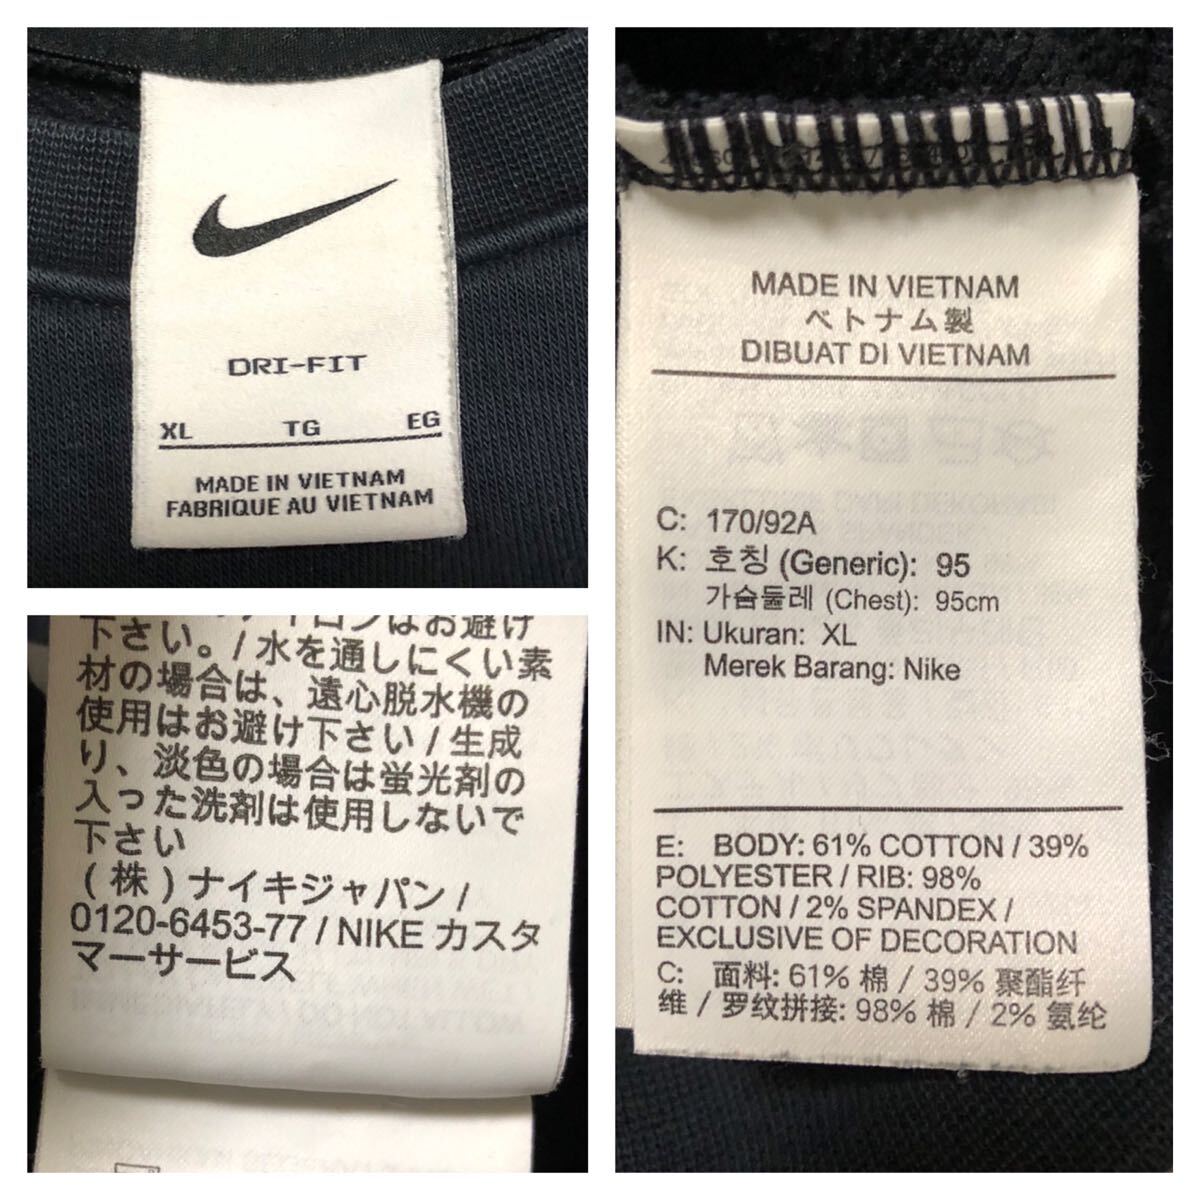 DRI-FIT
XL TG EG
MADE IN VIETNAM
FABRIQUE AU VIETNAM
はお避け
下さい。/ 水を通しにくい素
材の場合は、遠心脱水機の
使用はお避け下さい / 生成
り、淡色の場合は蛍光剤の
入った洗剤は使用しないで
下さい
(株)ナイキジャパン /
0120-6453-77 / NIKE カスタ
マーサービス
MADE IN VIETNAM
ベトナム製
DIBUAT DI VIETNAM
C: 170/92A
K: 호칭 (Generic): 95
가슴둘레 (Chest): 95cm
IN: Ukuran: XL
Merek Barang: Nike
E: BODY: 61% COTTON / 39%
POLYESTER / RIB: 98%
COTTON / 2% SPANDEX /
EXCLUSIVE OF DECORATION
C: 面料: 61% 棉 / 39% 聚酯纤
维 / 罗纹拼接: 98% 棉 / 2% 氨纶